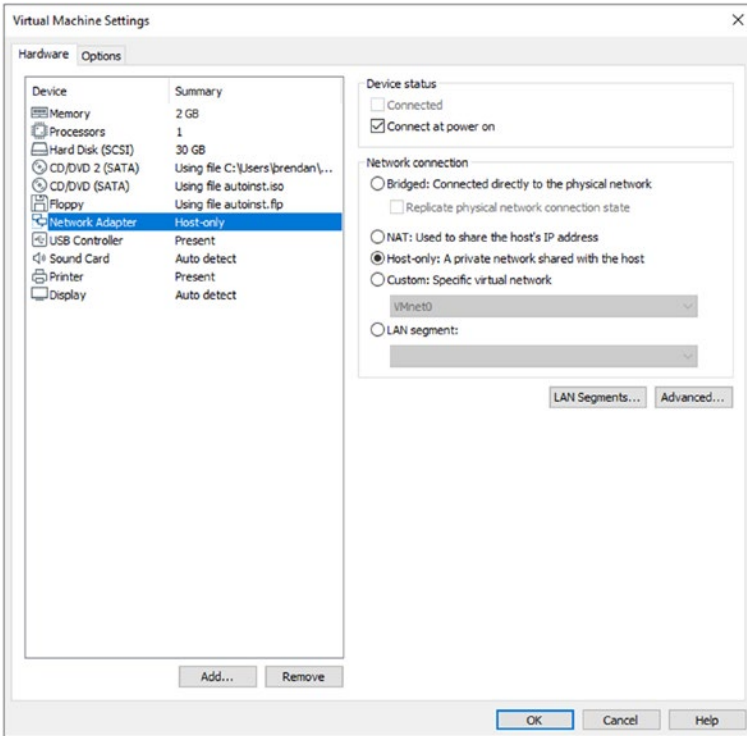 Virtual Machine Settings
Hardware Options
Device Summary
Memory 2 GB
Processors 1
Hard Disk (SCSI) 30 GB
CD/DVD 2 (SATA) Using file C:\Users\brendan\...
CD/DVD (SATA) Using file autoinst.iso
Floppy Using file autoinst.flp
Network Adapter Host-only
USB Controller Present
Sound Card Auto detect
Printer Present
Display Auto detect
Add... Remove
Device status
Connected
Connect at power on
Network connection
Bridged: Connected directly to the physical network
Replicate physical network connection state
NAT: Used to share the host's IP address
Host-only: A private network shared with the host
Custom: Specific virtual network
VMnet0
LAN segment:
LAN Segments... Advanced...
OK Cancel Help